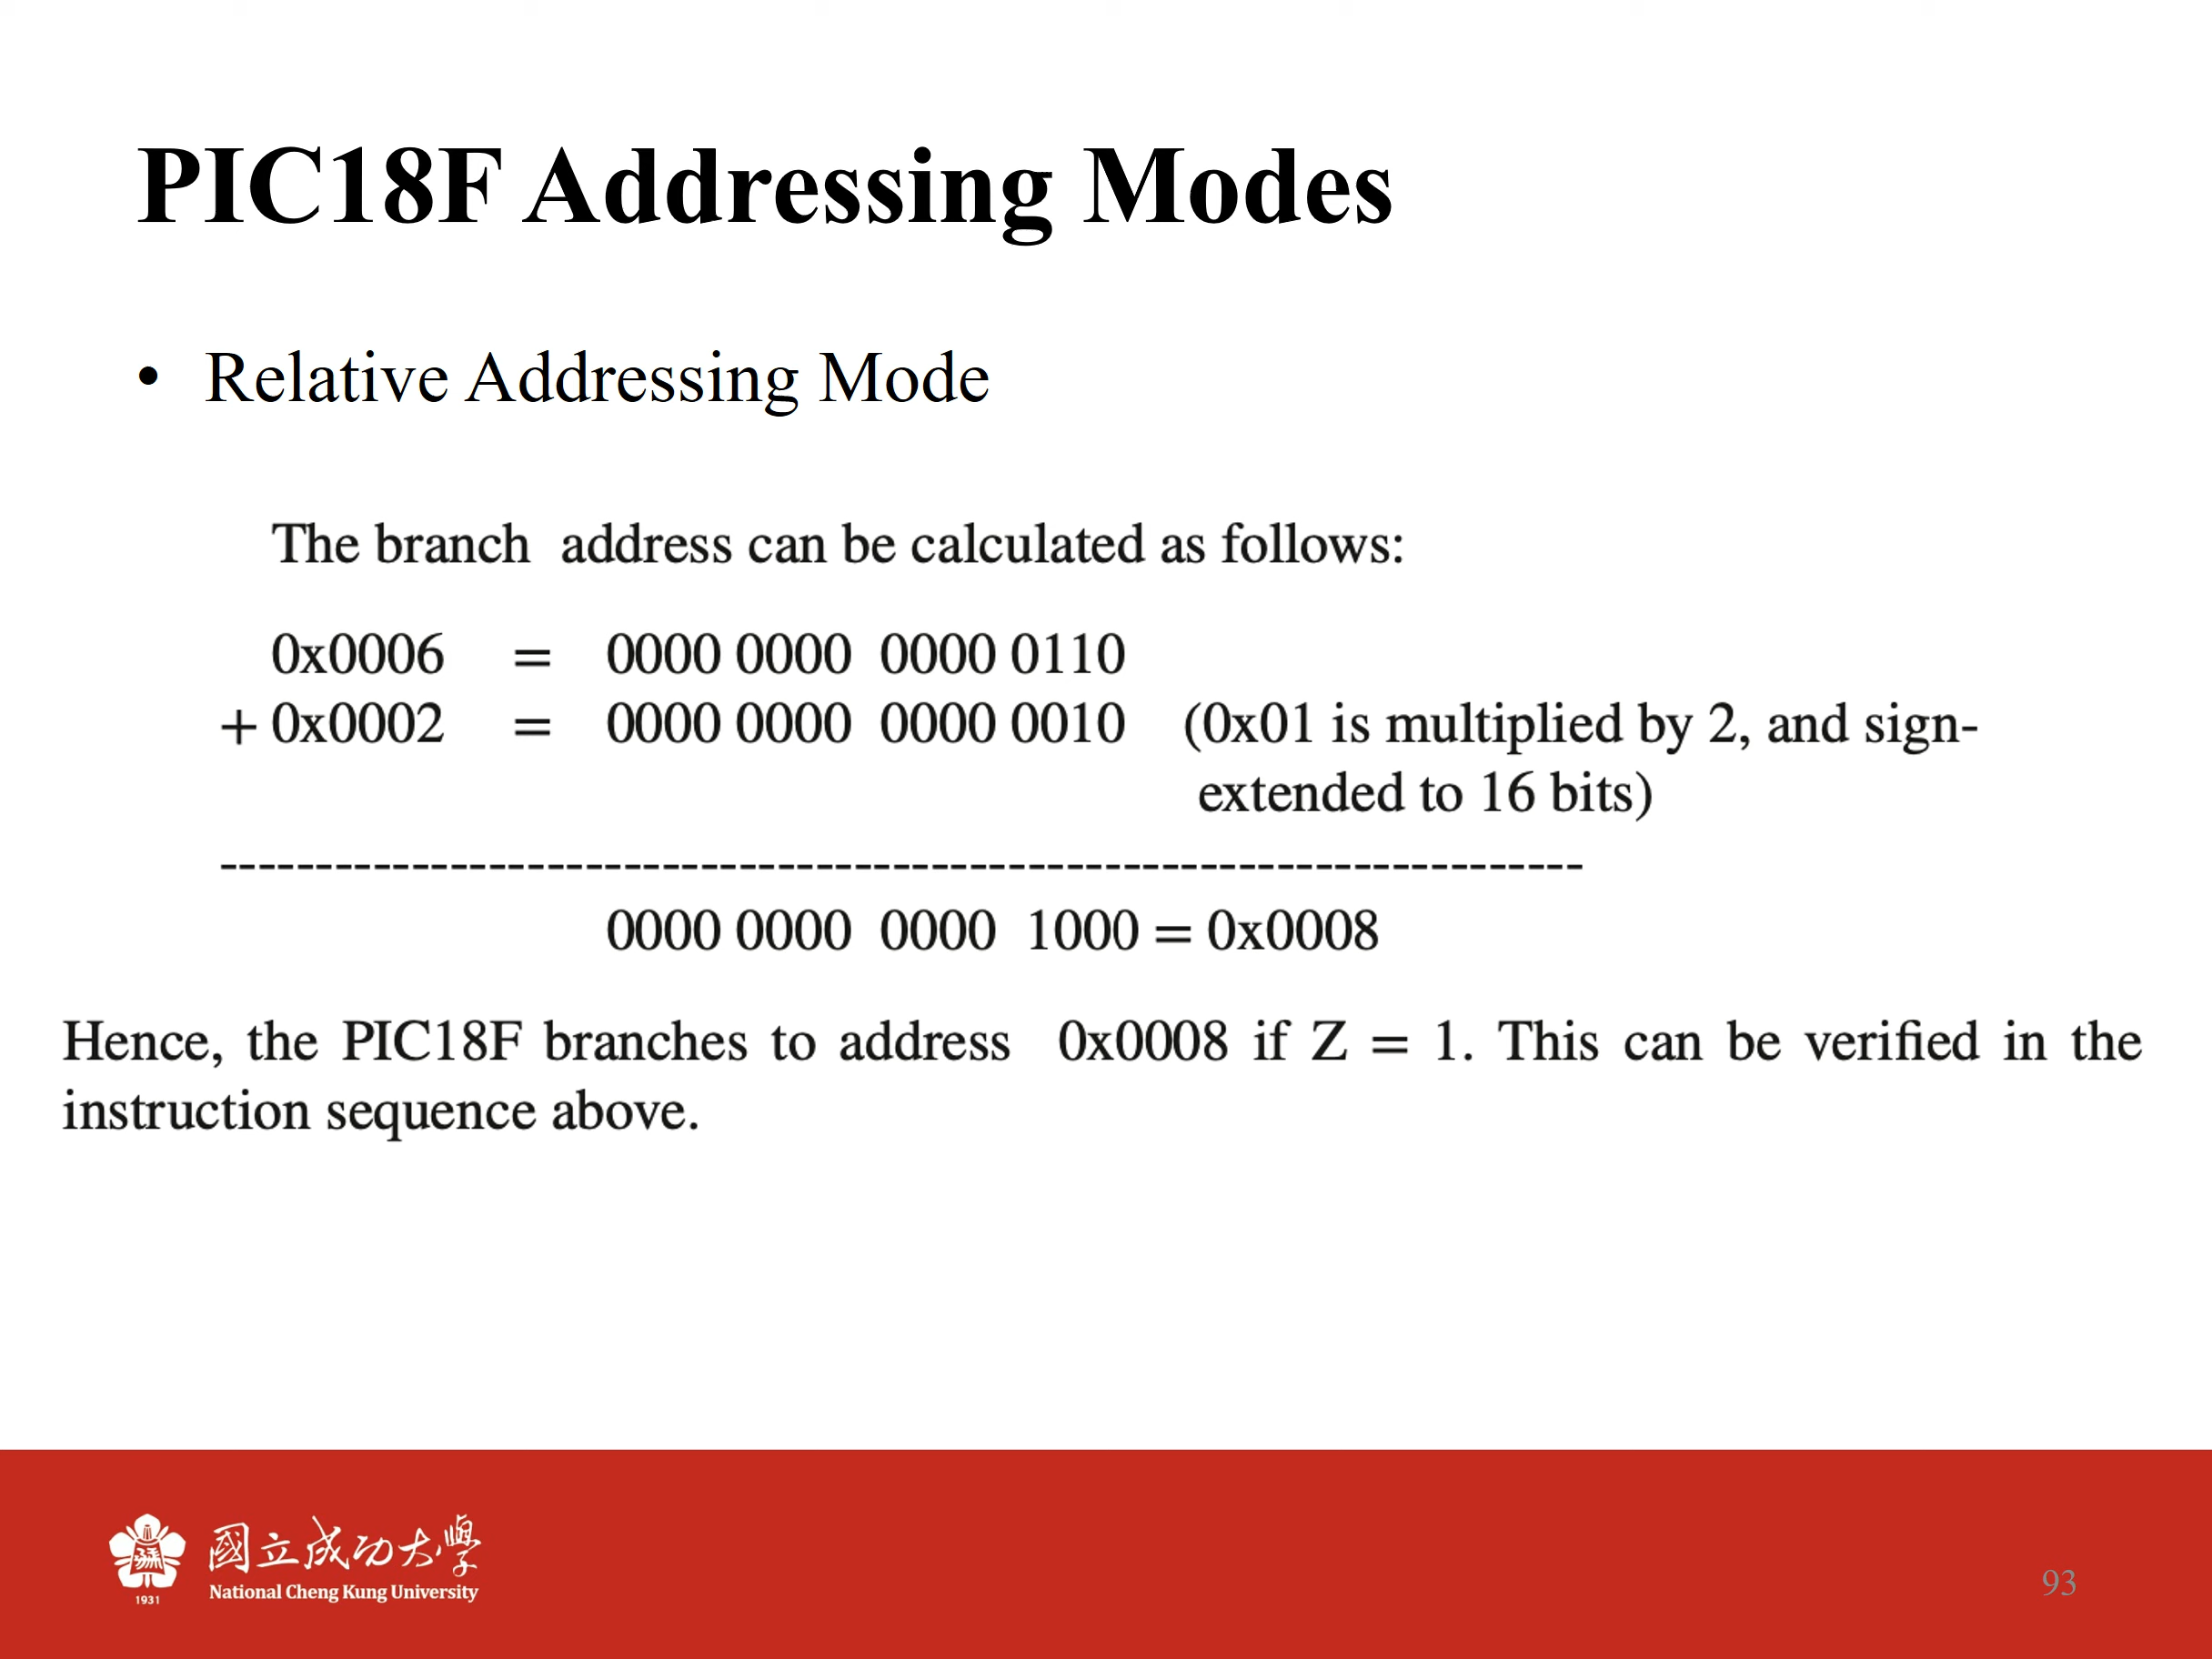 PIC18F Addressing Modes
• Relative Addressing Mode
The branch address can be calculated as follows:
0x0006 = 0000 0000 0000 0110
+ 0x0002 = 0000 0000 0000 0010 (0x01 is multiplied by 2, and sign-
extended to 16 bits)
-----------------------------------------------------------------------
0000 0000 0000 1000 = 0x0008
Hence, the PIC18F branches to address 0x0008 if Z = 1. This can be verified in the
instruction sequence above.
國立成功大學
National Cheng Kung University
1931
93